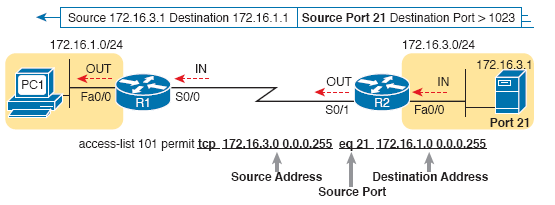 Source 172.16.3.1 Destination 172.16.1.1 Source Port 21 Destination Port > 1023
172.16.1.0/24 172.16.3.0/24
172.16.3.1
OUT IN OUT IN
PC1
Fa0/0 R1 S0/0 S0/1 R2 Fa0/0
Port 21
access-list 101 permit tcp 172.16.3.0 0.0.0.255 eq 21 172.16.1.0 0.0.0.255
Source Address Destination Address
Source Port